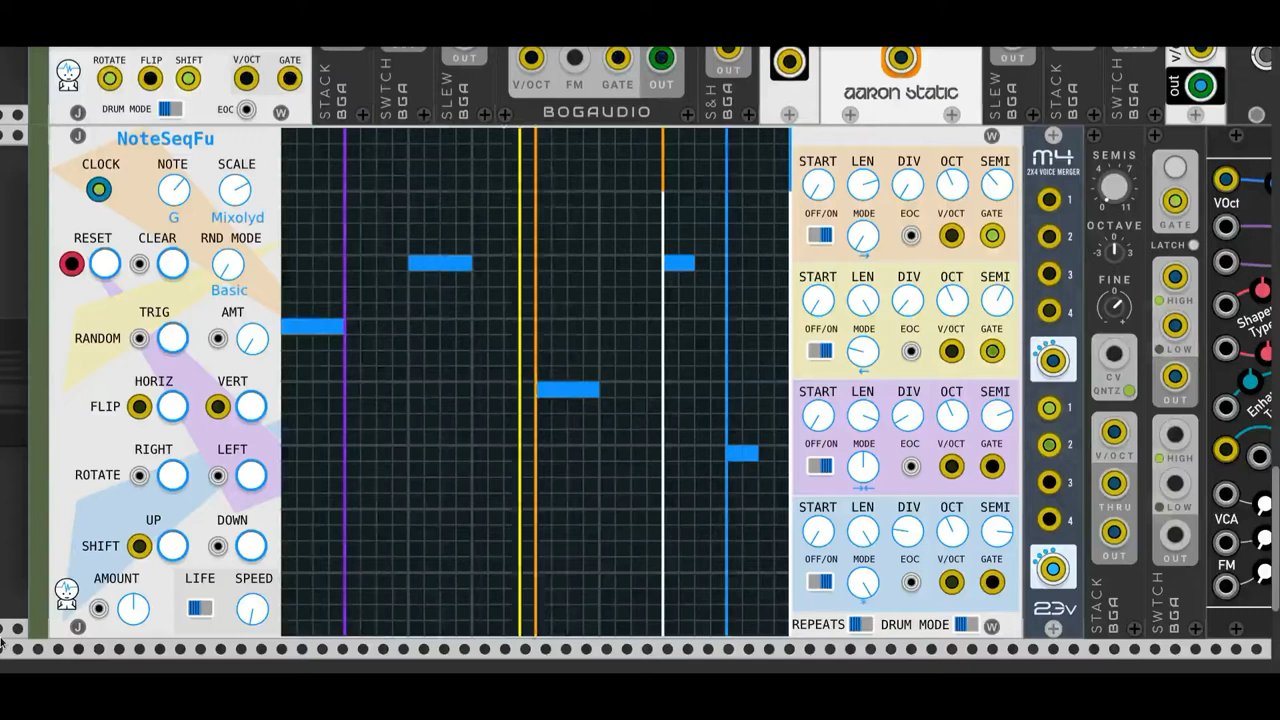 ROTATE FLIP SHIFT V/OCT GATE
DRUM MODE EOC J W
STACK BGA
SWTCH BGA
SLEW BGA
OUT
V/OCT FM GATE OUT
BOGAUDIO
S&H BGA
OUT
aaron static
SLEW BGA
STACK BGA
SWTCH BGA
OUT
out
J NoteSeqFu W
CLOCK NOTE SCALE
G Mixolyd
RESET CLEAR RND MODE
Basic
TRIG AMT
RANDOM
HORIZ VERT
FLIP
RIGHT LEFT
ROTATE
UP DOWN
SHIFT
AMOUNT LIFE SPEED
J
START LEN DIV OCT SEMI
OFF/ON MODE EOC V/OCT GATE
START LEN DIV OCT SEMI
OFF/ON MODE EOC V/OCT GATE
START LEN DIV OCT SEMI
OFF/ON MODE EOC V/OCT GATE
START LEN DIV OCT SEMI
OFF/ON MODE EOC V/OCT GATE
REPEATS DRUM MODE W
m4
2X4 VOICE MERGER
1
2
3
4
1
2
3
4
23v
SEMIS
4 7
0 11
OCTAVE
-3 3
FINE
0
CV
QNTZ
V/OCT
THRU
OUT
STACK BGA
GATE
LATCH
HIGH
LOW
OUT
HIGH
LOW
OUT
SWTCH BGA
VOct
VCA
FM